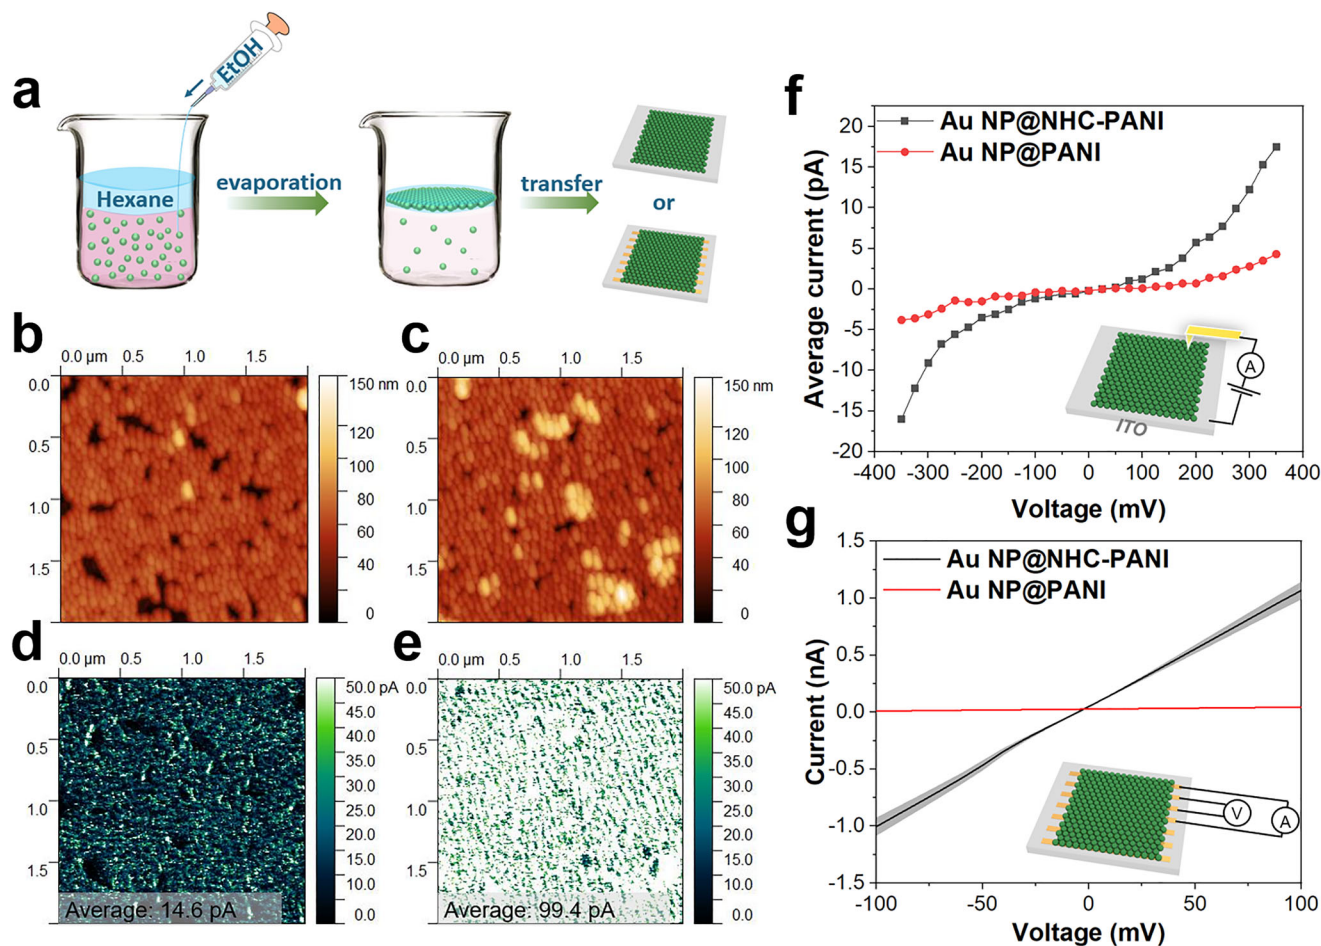 a
EtOH
Hexane
evaporation
transfer
or
b
0.0 µm 1.0
0.5 1.5
0.0
0.5
1.0
1.5
150 nm
120
100
80
60
40
0
c
0.0 µm 1.0
0.5 1.5
0.0
0.5
1.0
1.5
150 nm
120
100
80
60
40
0
d
0.0 µm 0.5 1.0 1.5
0.0
0.5
1.0
1.5
50.0 pA
45.0
40.0
35.0
30.0
25.0
20.0
15.0
10.0
0.0
Average: 14.6 pA
e
0.0 µm 0.5 1.0 1.5
0.0
0.5
1.0
1.5
50.0 pA
45.0
40.0
35.0
30.0
25.0
20.0
15.0
10.0
0.0
Average: 99.4 pA
f
Au NP@NHC-PANI
Au NP@PANI
Average current (pA)
20
15
10
5
0
-5
-10
-15
-20
-400 -300 -200 -100 0 100 200 300 400
Voltage (mV)
A
ITO
g
Au NP@NHC-PANI
Au NP@PANI
Current (nA)
1.5
1.0
0.5
0.0
-0.5
-1.0
-1.5
-100 -50 0 50 100
Voltage (mV)
V
A